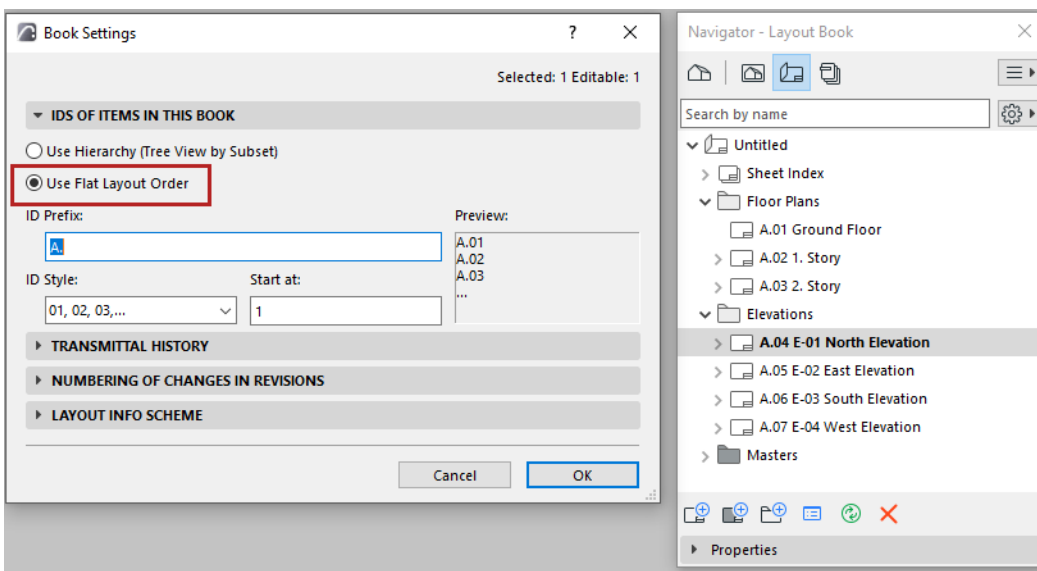 Book Settings
?
Selected: 1 Editable: 1
IDS OF ITEMS IN THIS BOOK
Use Hierarchy (Tree View by Subset)
Use Flat Layout Order
ID Prefix:
Preview:
A.
A.01
A.02
A.03
...
ID Style:
Start at:
01, 02, 03,...
1
TRANSMITTAL HISTORY
NUMBERING OF CHANGES IN REVISIONS
LAYOUT INFO SCHEME
Cancel
OK
Navigator - Layout Book
Search by name
Untitled
Sheet Index
Floor Plans
A.01 Ground Floor
A.02 1. Story
A.03 2. Story
Elevations
A.04 E-01 North Elevation
A.05 E-02 East Elevation
A.06 E-03 South Elevation
A.07 E-04 West Elevation
Masters
Properties